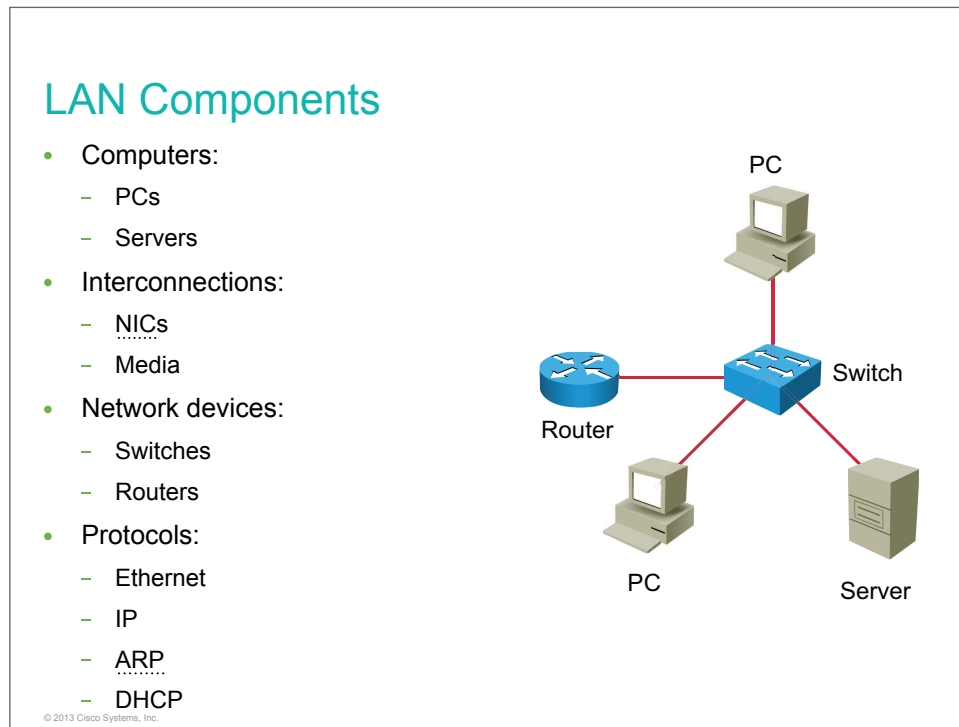 LAN Components
• Computers:
– PCs
– Servers
• Interconnections:
– NICs
– Media
• Network devices:
– Switches
– Routers
• Protocols:
– Ethernet
– IP
– ARP
– DHCP
© 2013 Cisco Systems, Inc.
PC
Switch
Router
PC
Server